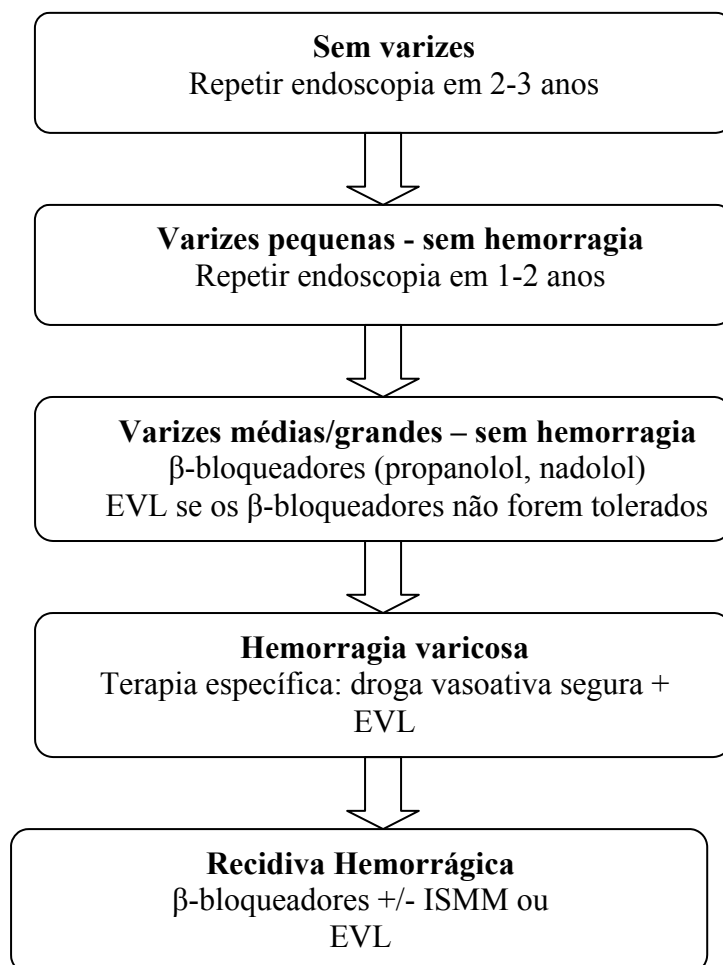 Sem varizes
Repetir endoscopia em 2-3 anos
Varizes pequenas - sem hemorragia
Repetir endoscopia em 1-2 anos
Varizes médias/grandes – sem hemorragia
β-bloqueadores (propanolol, nadolol)
EVL se os β-bloqueadores não forem tolerados
Hemorragia varicosa
Terapia específica: droga vasoativa segura +
EVL
Recidiva Hemorrágica
β-bloqueadores +/- ISMM ou
EVL